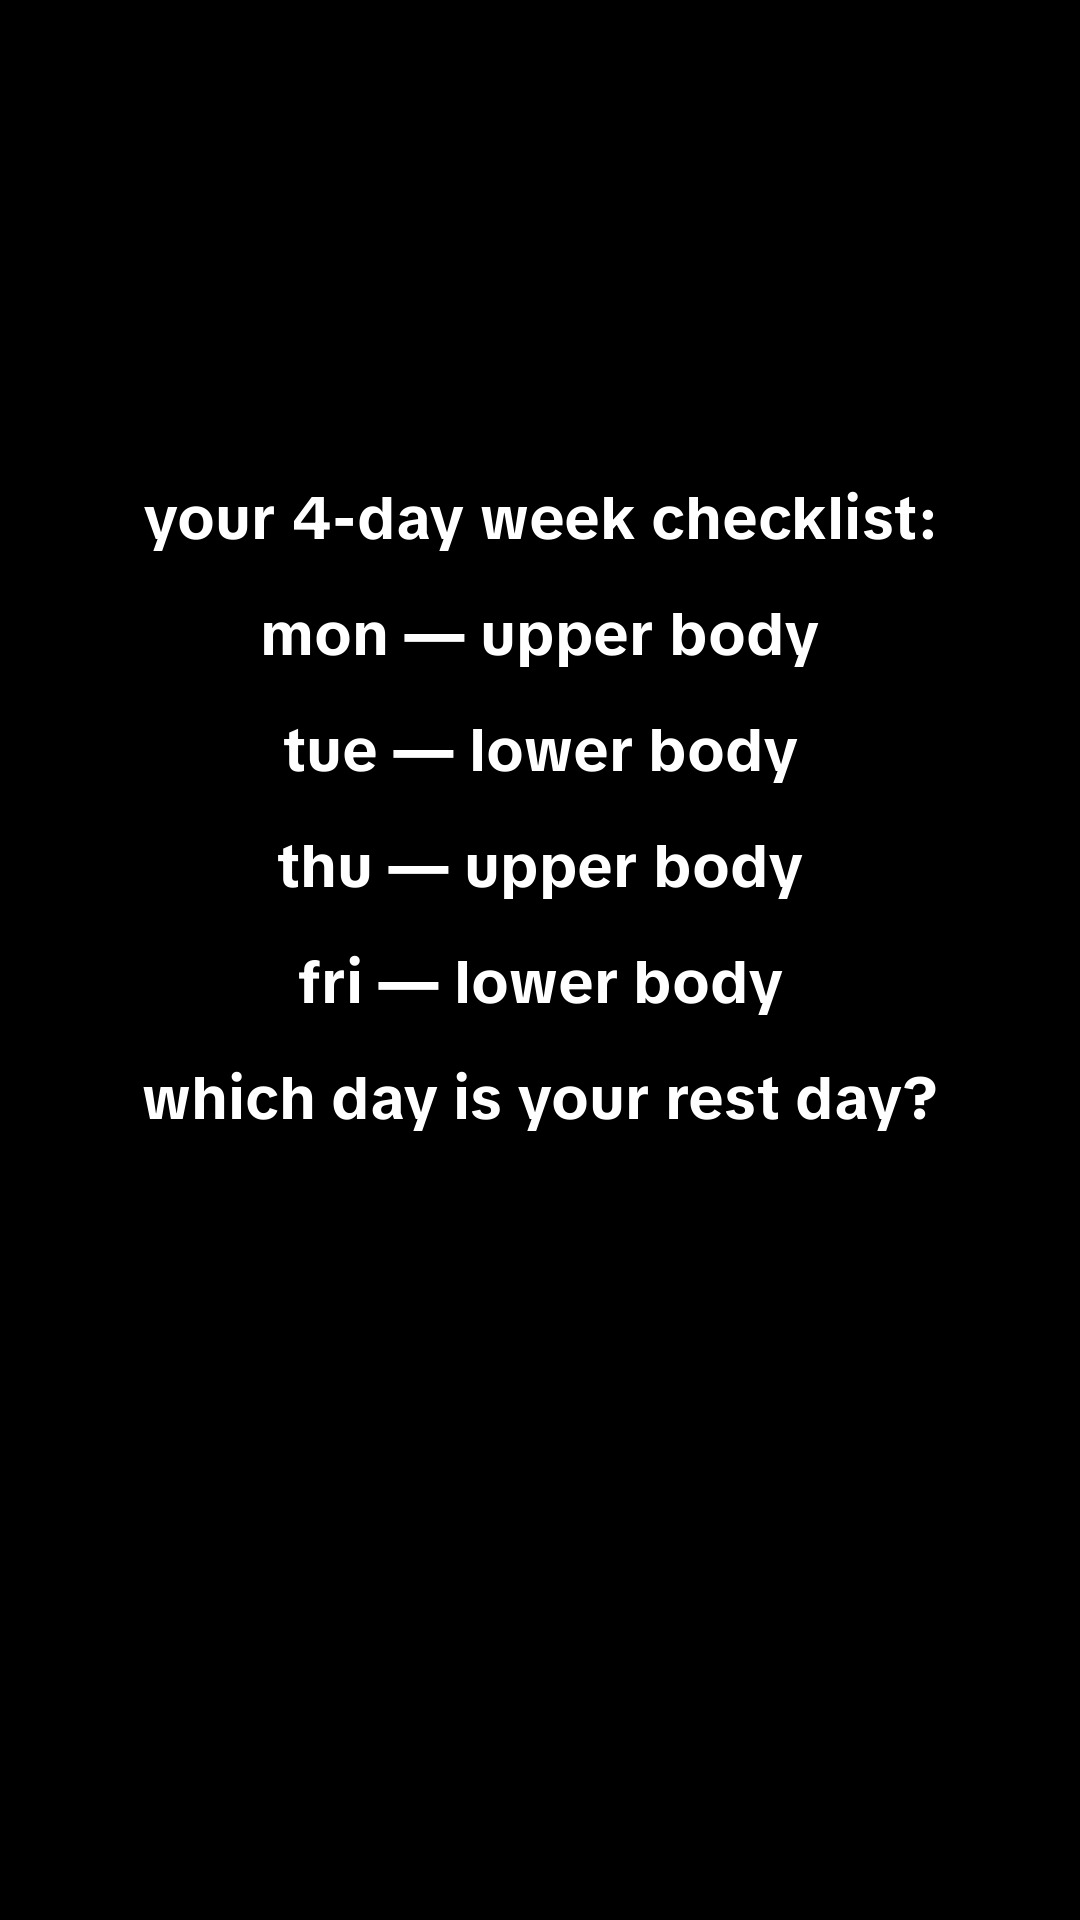 your 4-day week checklist:
mon — upper body
tue — lower body
thu — upper body
fri — lower body
which day is your rest day?